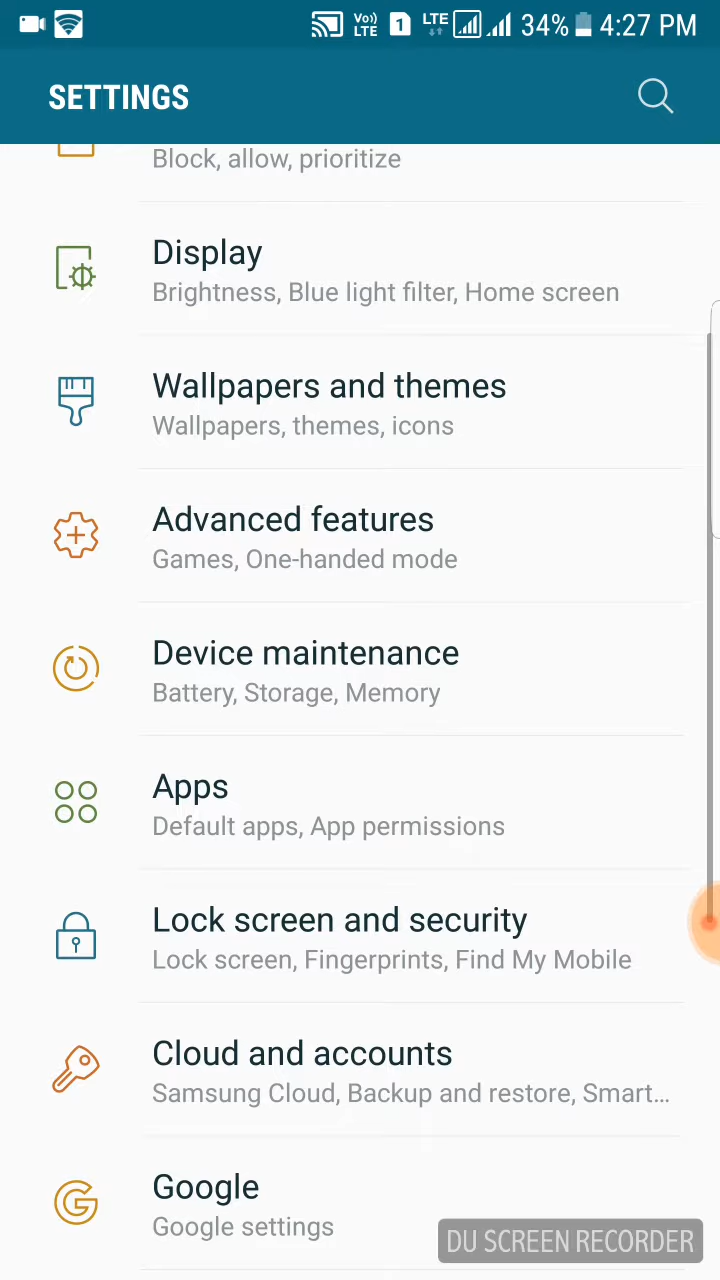 Vo)) LTE 1 LTE 34% 4:27 PM
SETTINGS
Block, allow, prioritize
Display
Brightness, Blue light filter, Home screen
Wallpapers and themes
Wallpapers, themes, icons
Advanced features
Games, One-handed mode
Device maintenance
Battery, Storage, Memory
Apps
Default apps, App permissions
Lock screen and security
Lock screen, Fingerprints, Find My Mobile
Cloud and accounts
Samsung Cloud, Backup and restore, Smart...
Google
Google settings
DU SCREEN RECORDER